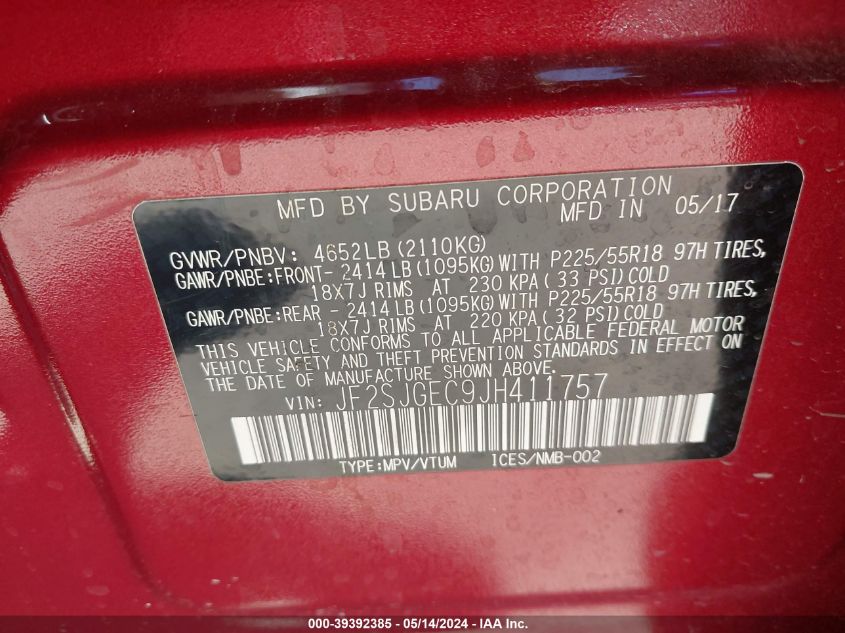 MFD BY SUBARU CORPORATION
MFD IN 05/17
GVWR/PNBV: 4652LB(2110KG)
GAWR/PNBE:FRONT- 2414LB(1095KG)WITH P225/55R18 97H TIRES,
18X7J RIMS AT 230 KPA( 33 PSI)COLD
GAWR/PNBE:REAR - 2414LB(1095KG)WITH P225/55R18 97H TIRES,
18X7J RIMS AT 220 KPA( 32 PSI)COLD
THIS VEHICLE CONFORMS TO ALL APPLICABLE FEDERAL MOTOR
VEHICLE SAFETY AND THEFT PREVENTION STANDARDS IN EFFECT ON
THE DATE OF MANUFACTURE SHOWN ABOVE.
VIN: JF2SJGEC9JH411757
TYPE:MPV/VTUM ICES/NMB-002
000-39392385 - 05/14/2024 - IAA, Inc.